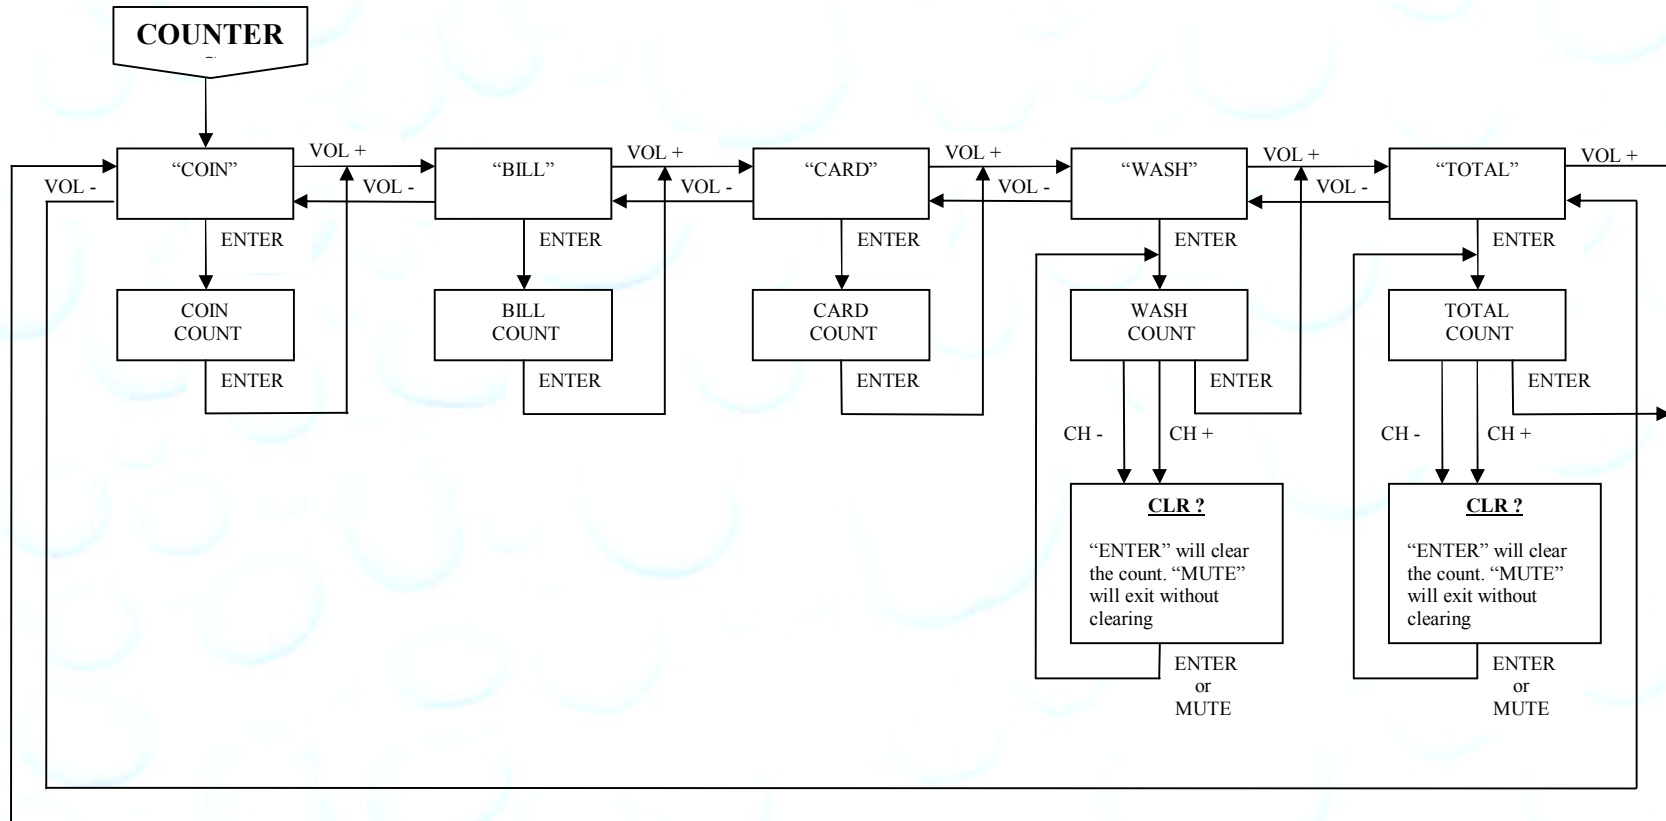 COUNTER
“COIN”
VOL +
“BILL”
VOL +
“CARD”
VOL +
“WASH”
VOL +
“TOTAL”
VOL +
VOL -
VOL -
VOL -
VOL -
VOL -
ENTER
ENTER
ENTER
ENTER
ENTER
COIN
COUNT
BILL
COUNT
CARD
COUNT
WASH
COUNT
TOTAL
COUNT
ENTER
ENTER
ENTER
ENTER
ENTER
CH -
CH +
CH -
CH +
CLR ?
“ENTER” will clear
the count. “MUTE”
will exit without
clearing
CLR ?
“ENTER” will clear
the count. “MUTE”
will exit without
clearing
ENTER
or
MUTE
ENTER
or
MUTE